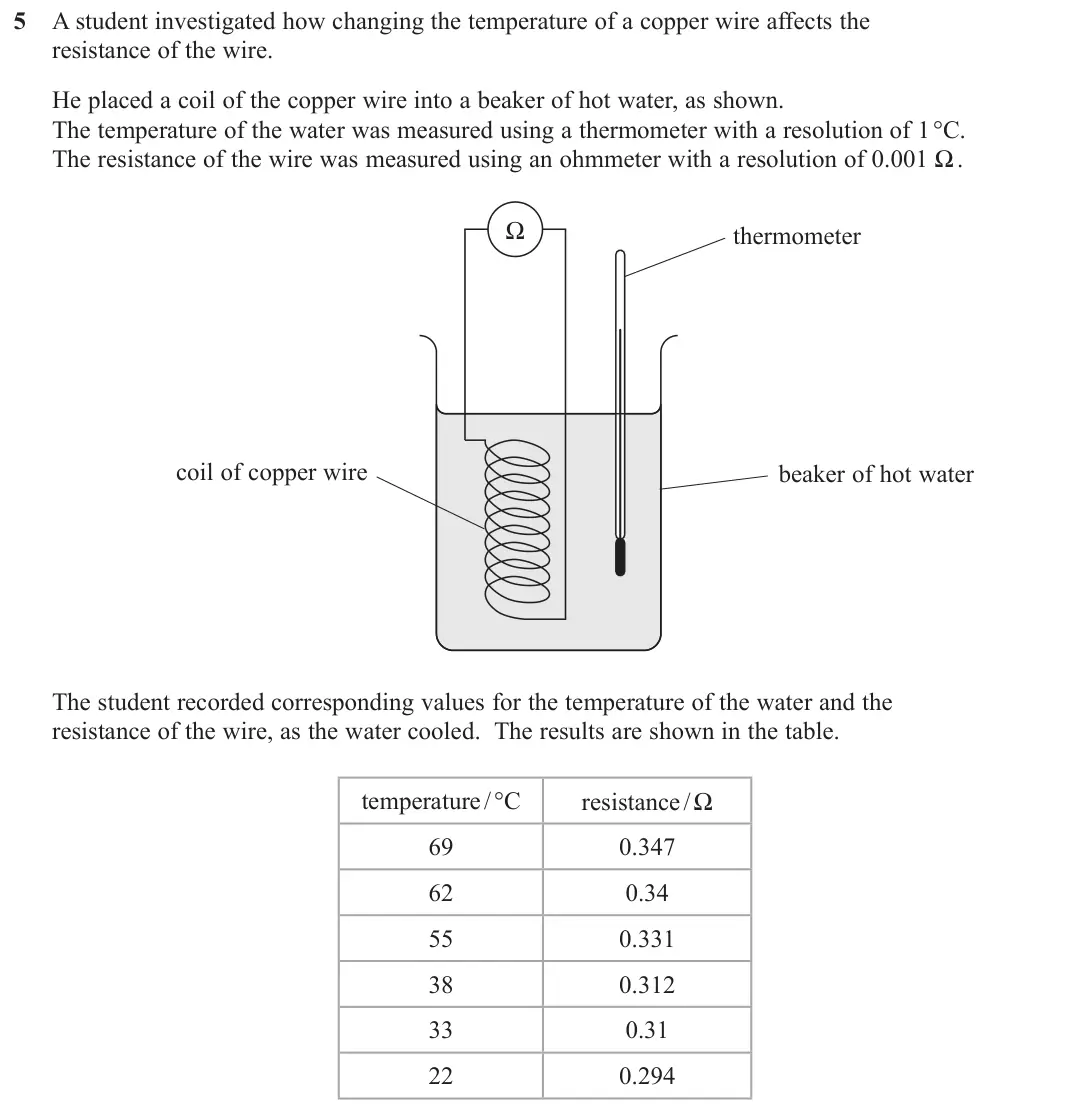 5 A student investigated how changing the temperature of a copper wire affects the
resistance of the wire.
He placed a coil of the copper wire into a beaker of hot water, as shown.
The temperature of the water was measured using a thermometer with a resolution of 1 °C.
The resistance of the wire was measured using an ohmmeter with a resolution of 0.001 Ω.
Ω
thermometer
coil of copper wire
beaker of hot water
The student recorded corresponding values for the temperature of the water and the
resistance of the wire, as the water cooled. The results are shown in the table.
temperature/°C resistance/Ω
69 0.347
62 0.34
55 0.331
38 0.312
33 0.31
22 0.294